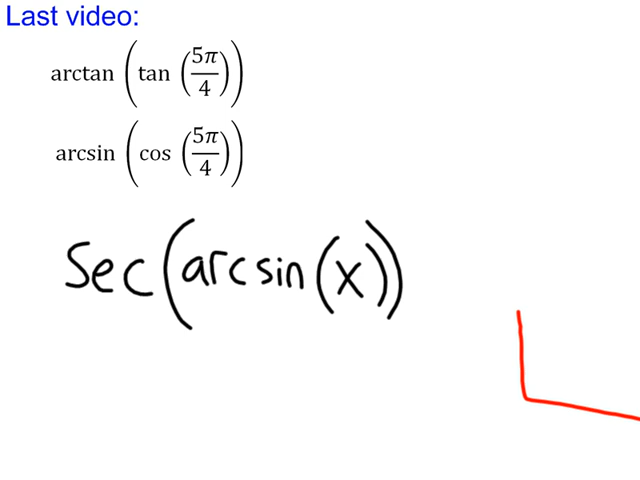 Last video:
arctan (tan (5π/4))
arcsin (cos (5π/4))
Sec(arcsin(x))